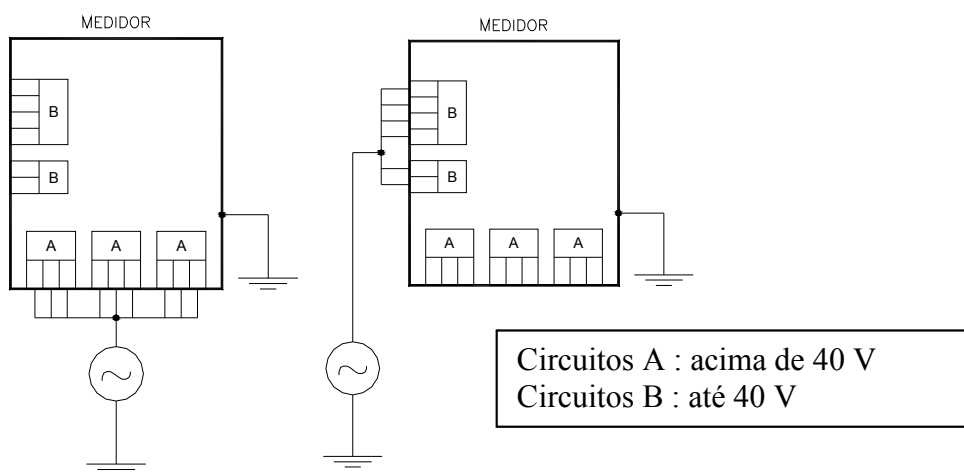 MEDIDOR
B
B
A A A
MEDIDOR
B
B
A A A
Circuitos A : acima de 40 V
Circuitos B : até 40 V